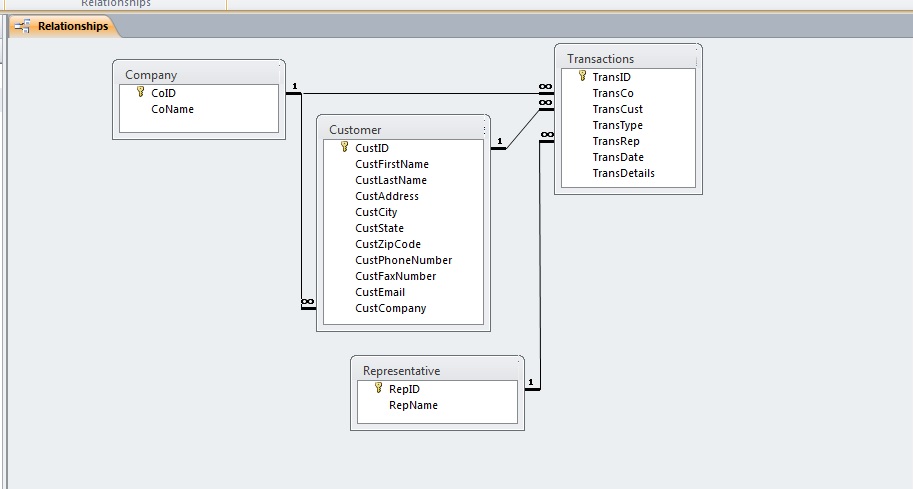 Relationships
Relationships
Company
1
CoID
CoName
Customer
1
CustID
CustFirstName
CustLastName
CustAddress
CustCity
CustState
CustZipCode
CustPhoneNumber
CustFaxNumber
CustEmail
∞ CustCompany
Transactions
TransID
∞ TransCo
∞ TransCust
TransType
∞ TransRep
TransDate
TransDetails
Representative
1
RepID
RepName